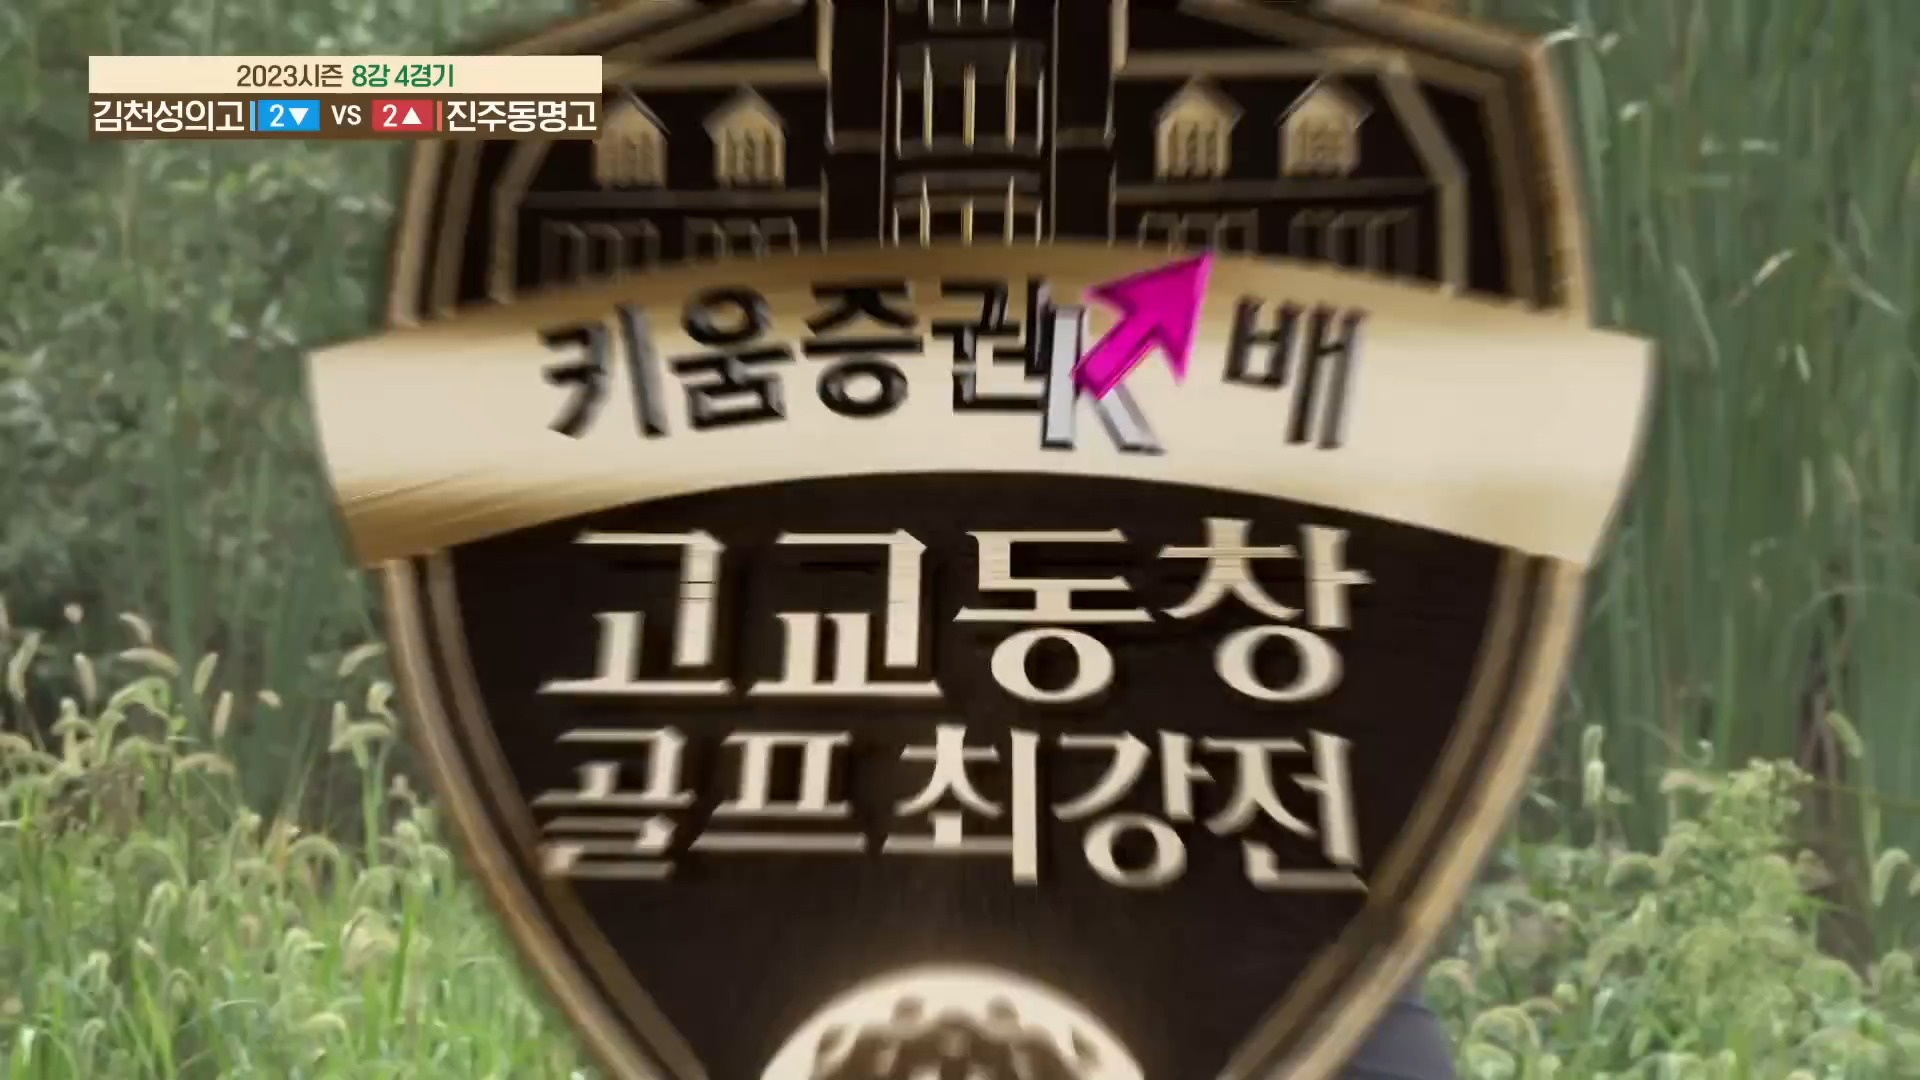 2023시즌 8강 4경기
김천성의고 2▼ VS 2▲ 진주동명고
키움증권K 배
고교동창
골프최강전